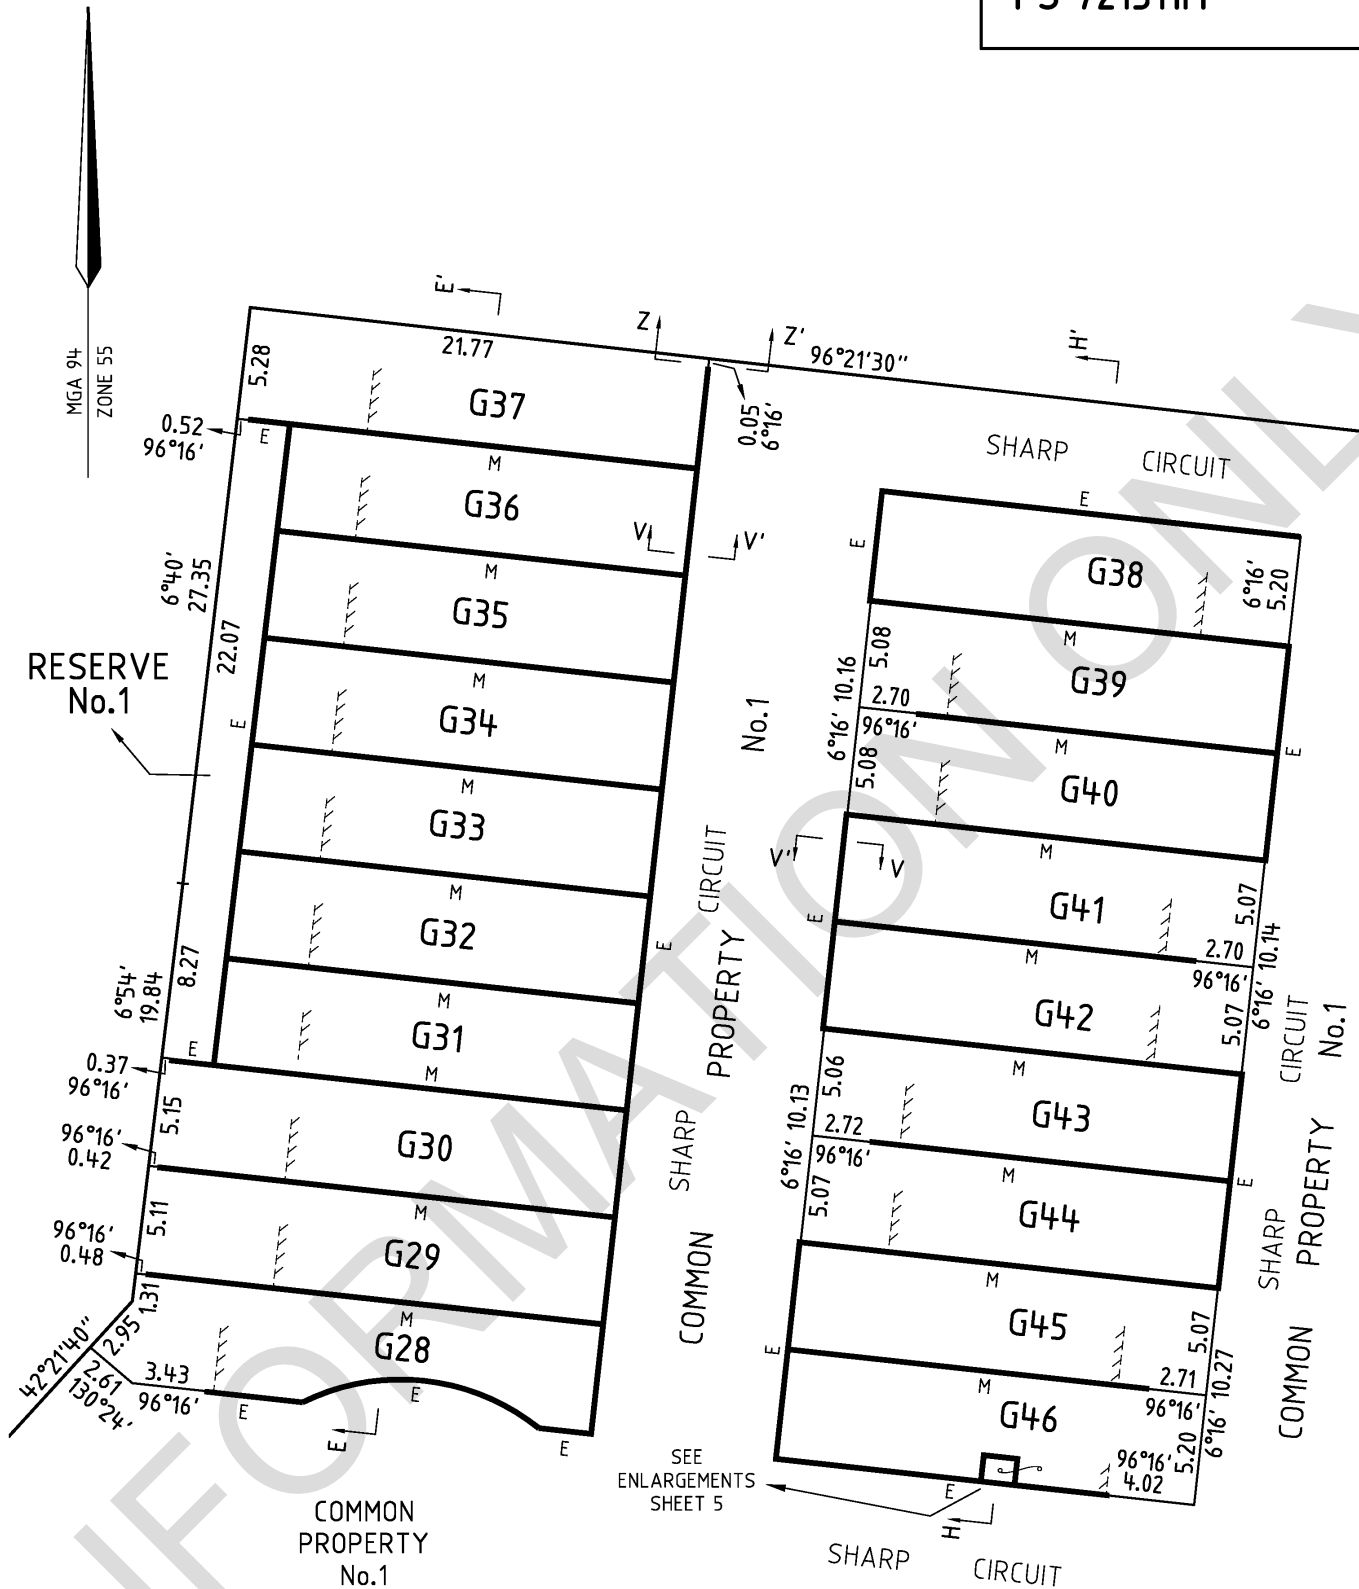 MGA 94
ZONE 55
E'
Z
Z'
96°21'30"
H'
21.77
5.28
G37
0.52
96°16'
E
M
0.05
6°16'
SHARP CIRCUIT
G36
V
V'
E
E
G38
6°16'
5.20
M
6°40'
27.35
G35
22.07
M
RESERVE
No.1
G34
E
M
G33
M
G32
M
G31
6°54'
19.84
8.27
E
0.37
96°16'
M
5.15
G30
96°16'
0.42
M
5.11
G29
96°16'
0.48
1.31
M
G28
42°21'40"
2.95
2.61
130°24'
3.43
96°16'
E
E
E
E
COMMON
PROPERTY
No.1
E
SHARP CIRCUIT
COMMON PROPERTY No.1
M
5.08
6°16' 10.16
G39
2.70
96°16'
E
5.08
M
G40
V'
V
M
E
G41
5.07
2.70
96°16'
6°16' 10.14
M
G42
5.07
M
5.06
6°16' 10.13
G43
2.72
96°16'
5.07
M
E
G44
M
G45
E
5.07
2.71
96°16'
6°16' 10.27
M
G46
5.20
96°16'
4.02
E
H
SEE
ENLARGEMENTS
SHEET 5
SHARP CIRCUIT
SHARP CIRCUIT
COMMON PROPERTY No.1